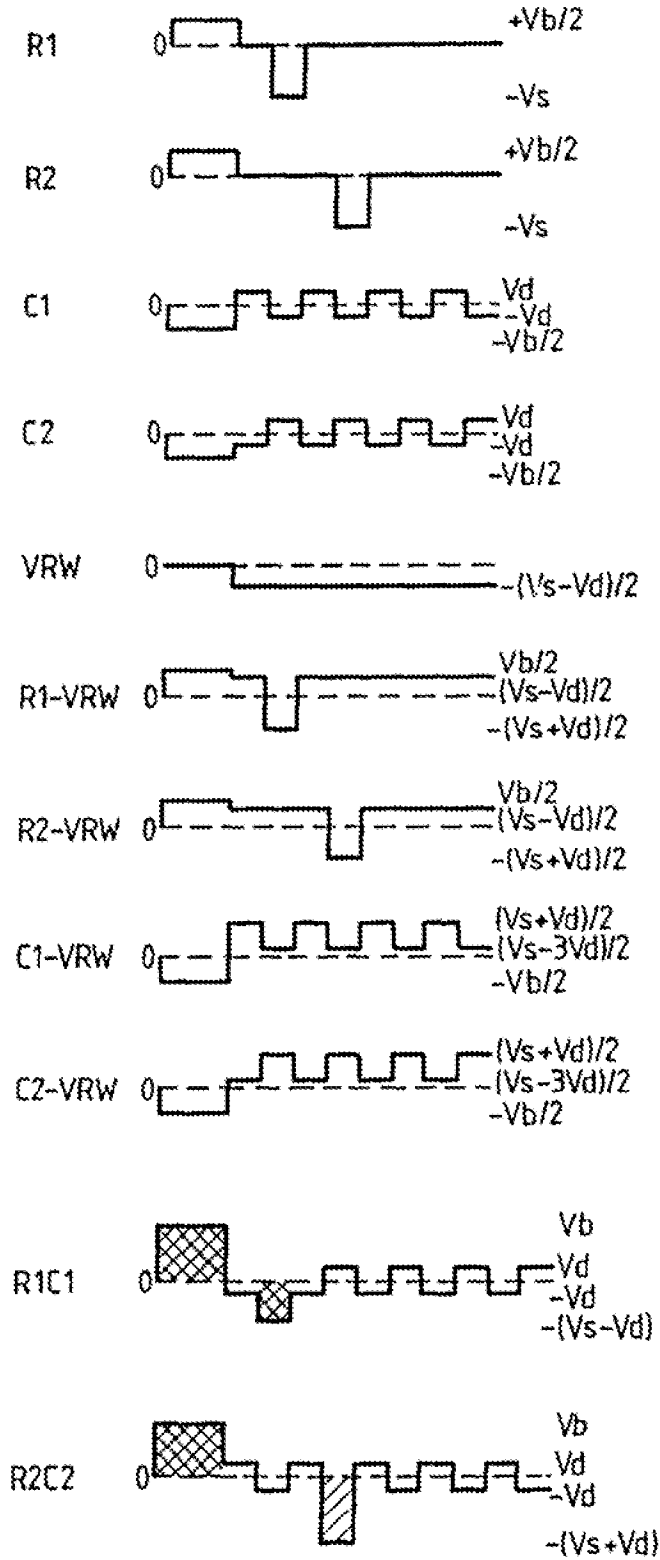 +Vb/2
R1 0
-Vs
+Vb/2
R2 0
-Vs
C1 0 Vd
-Vd
-Vb/2
C2 0 Vd
-Vd
-Vb/2
VRW 0
-(Vs-Vd)/2
Vb/2
R1-VRW 0 (Vs-Vd)/2
-(Vs+Vd)/2
Vb/2
R2-VRW 0 (Vs-Vd)/2
-(Vs+Vd)/2
(Vs+Vd)/2
C1-VRW 0 (Vs-3Vd)/2
-Vb/2
(Vs+Vd)/2
C2-VRW 0 (Vs-3Vd)/2
-Vb/2
Vb
Vd
R1C1 0
-Vd
-(Vs-Vd)
Vb
Vd
R2C2 0
-Vd
-(Vs+Vd)